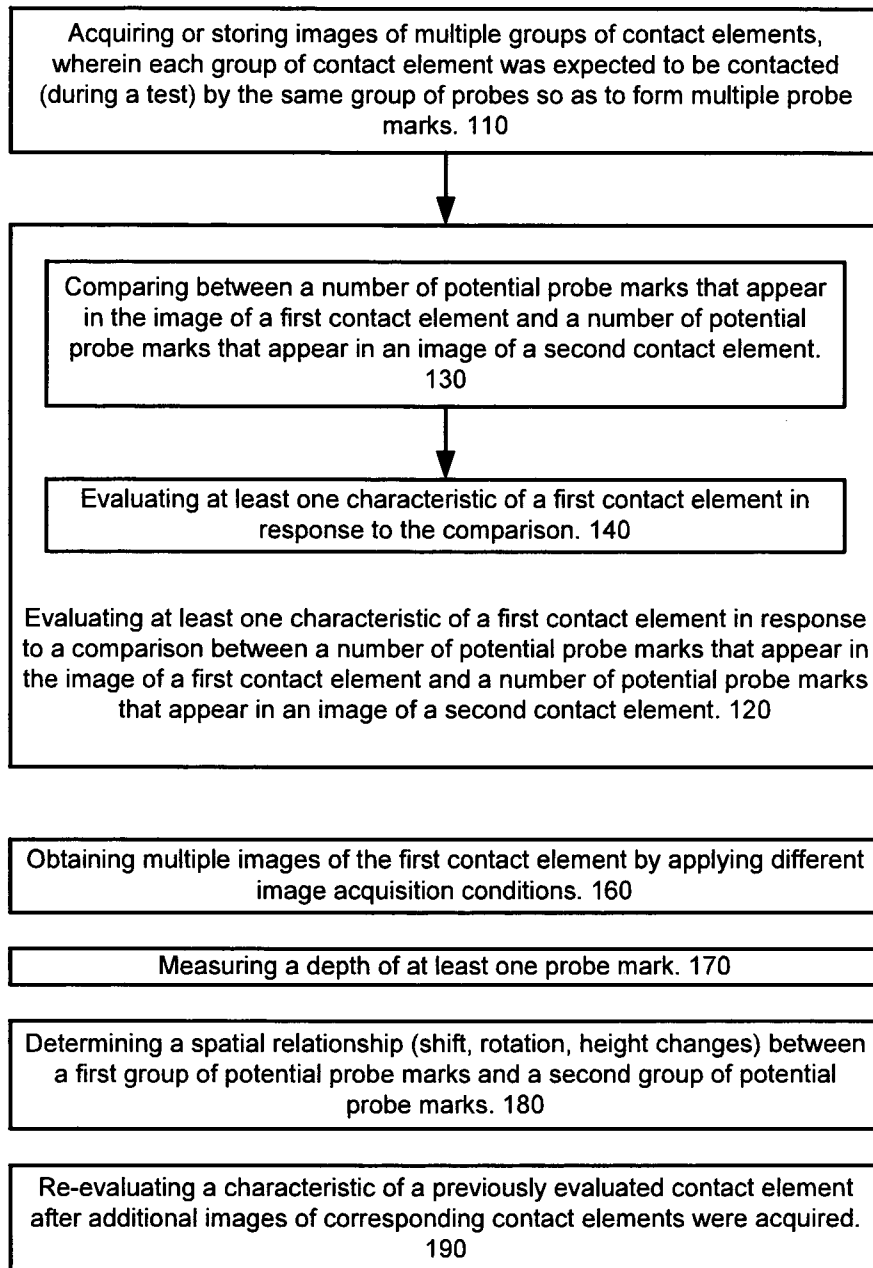 Acquiring or storing images of multiple groups of contact elements,
wherein each group of contact element was expected to be contacted
(during a test) by the same group of probes so as to form multiple probe
marks. 110
Comparing between a number of potential probe marks that appear
in the image of a first contact element and a number of potential
probe marks that appear in an image of a second contact element.
130
Evaluating at least one characteristic of a first contact element in
response to the comparison. 140
Evaluating at least one characteristic of a first contact element in response
to a comparison between a number of potential probe marks that appear in
the image of a first contact element and a number of potential probe marks
that appear in an image of a second contact element. 120
Obtaining multiple images of the first contact element by applying different
image acquisition conditions. 160
Measuring a depth of at least one probe mark. 170
Determining a spatial relationship (shift, rotation, height changes) between
a first group of potential probe marks and a second group of potential
probe marks. 180
Re-evaluating a characteristic of a previously evaluated contact element
after additional images of corresponding contact elements were acquired.
190